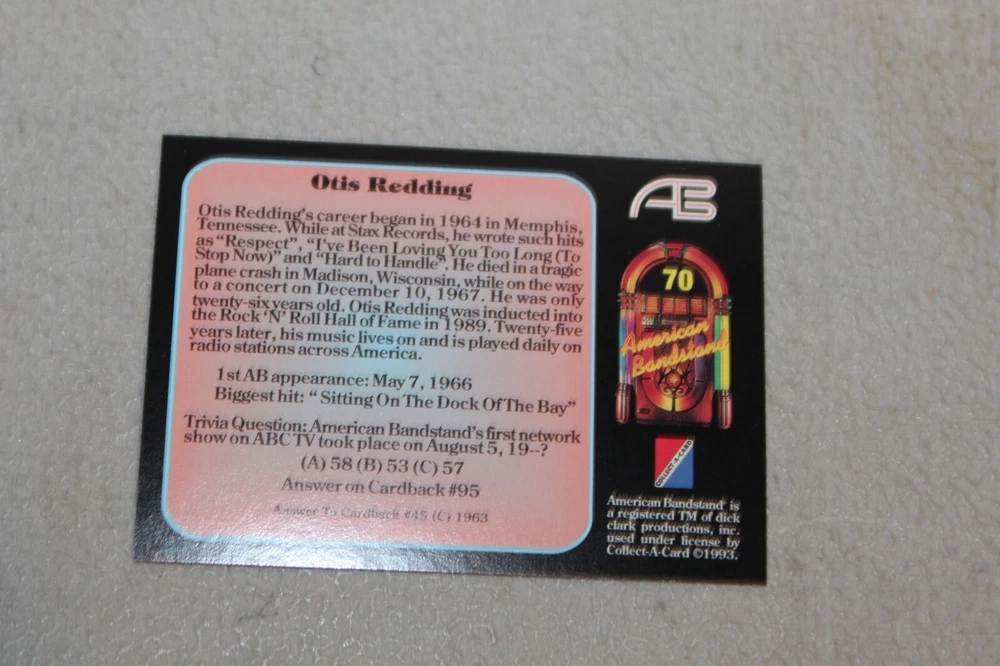 Otis Redding
Otis Redding's career began in 1964 in Memphis,
Tennessee. While at Stax Records, he wrote such hits
as "Respect", "I've Been Loving You Too Long (To
Stop Now)" and "Hard to Handle". He died in a tragic
plane crash in Madison, Wisconsin, while on the way
to a concert on December 10, 1967. He was only
twenty-six years old. Otis Redding was inducted into
the Rock 'N' Roll Hall of Fame in 1989. Twenty-five
years later, his music lives on and is played daily on
radio stations across America.
1st AB appearance: May 7, 1966
Biggest hit: " Sitting On The Dock Of The Bay"
Trivia Question: American Bandstand's first network
show on ABC TV took place on August 5, 19--?
(A) 58 (B) 53 (C) 57
Answer on Cardback #95
Answer To Cardback #45 (C) 1963
AB
70
American
Bandstand
COLLECT-A-CARD
American Bandstand® is
a registered TM of dick
clark productions, inc.
used under license by
Collect-A-Card ©1993.